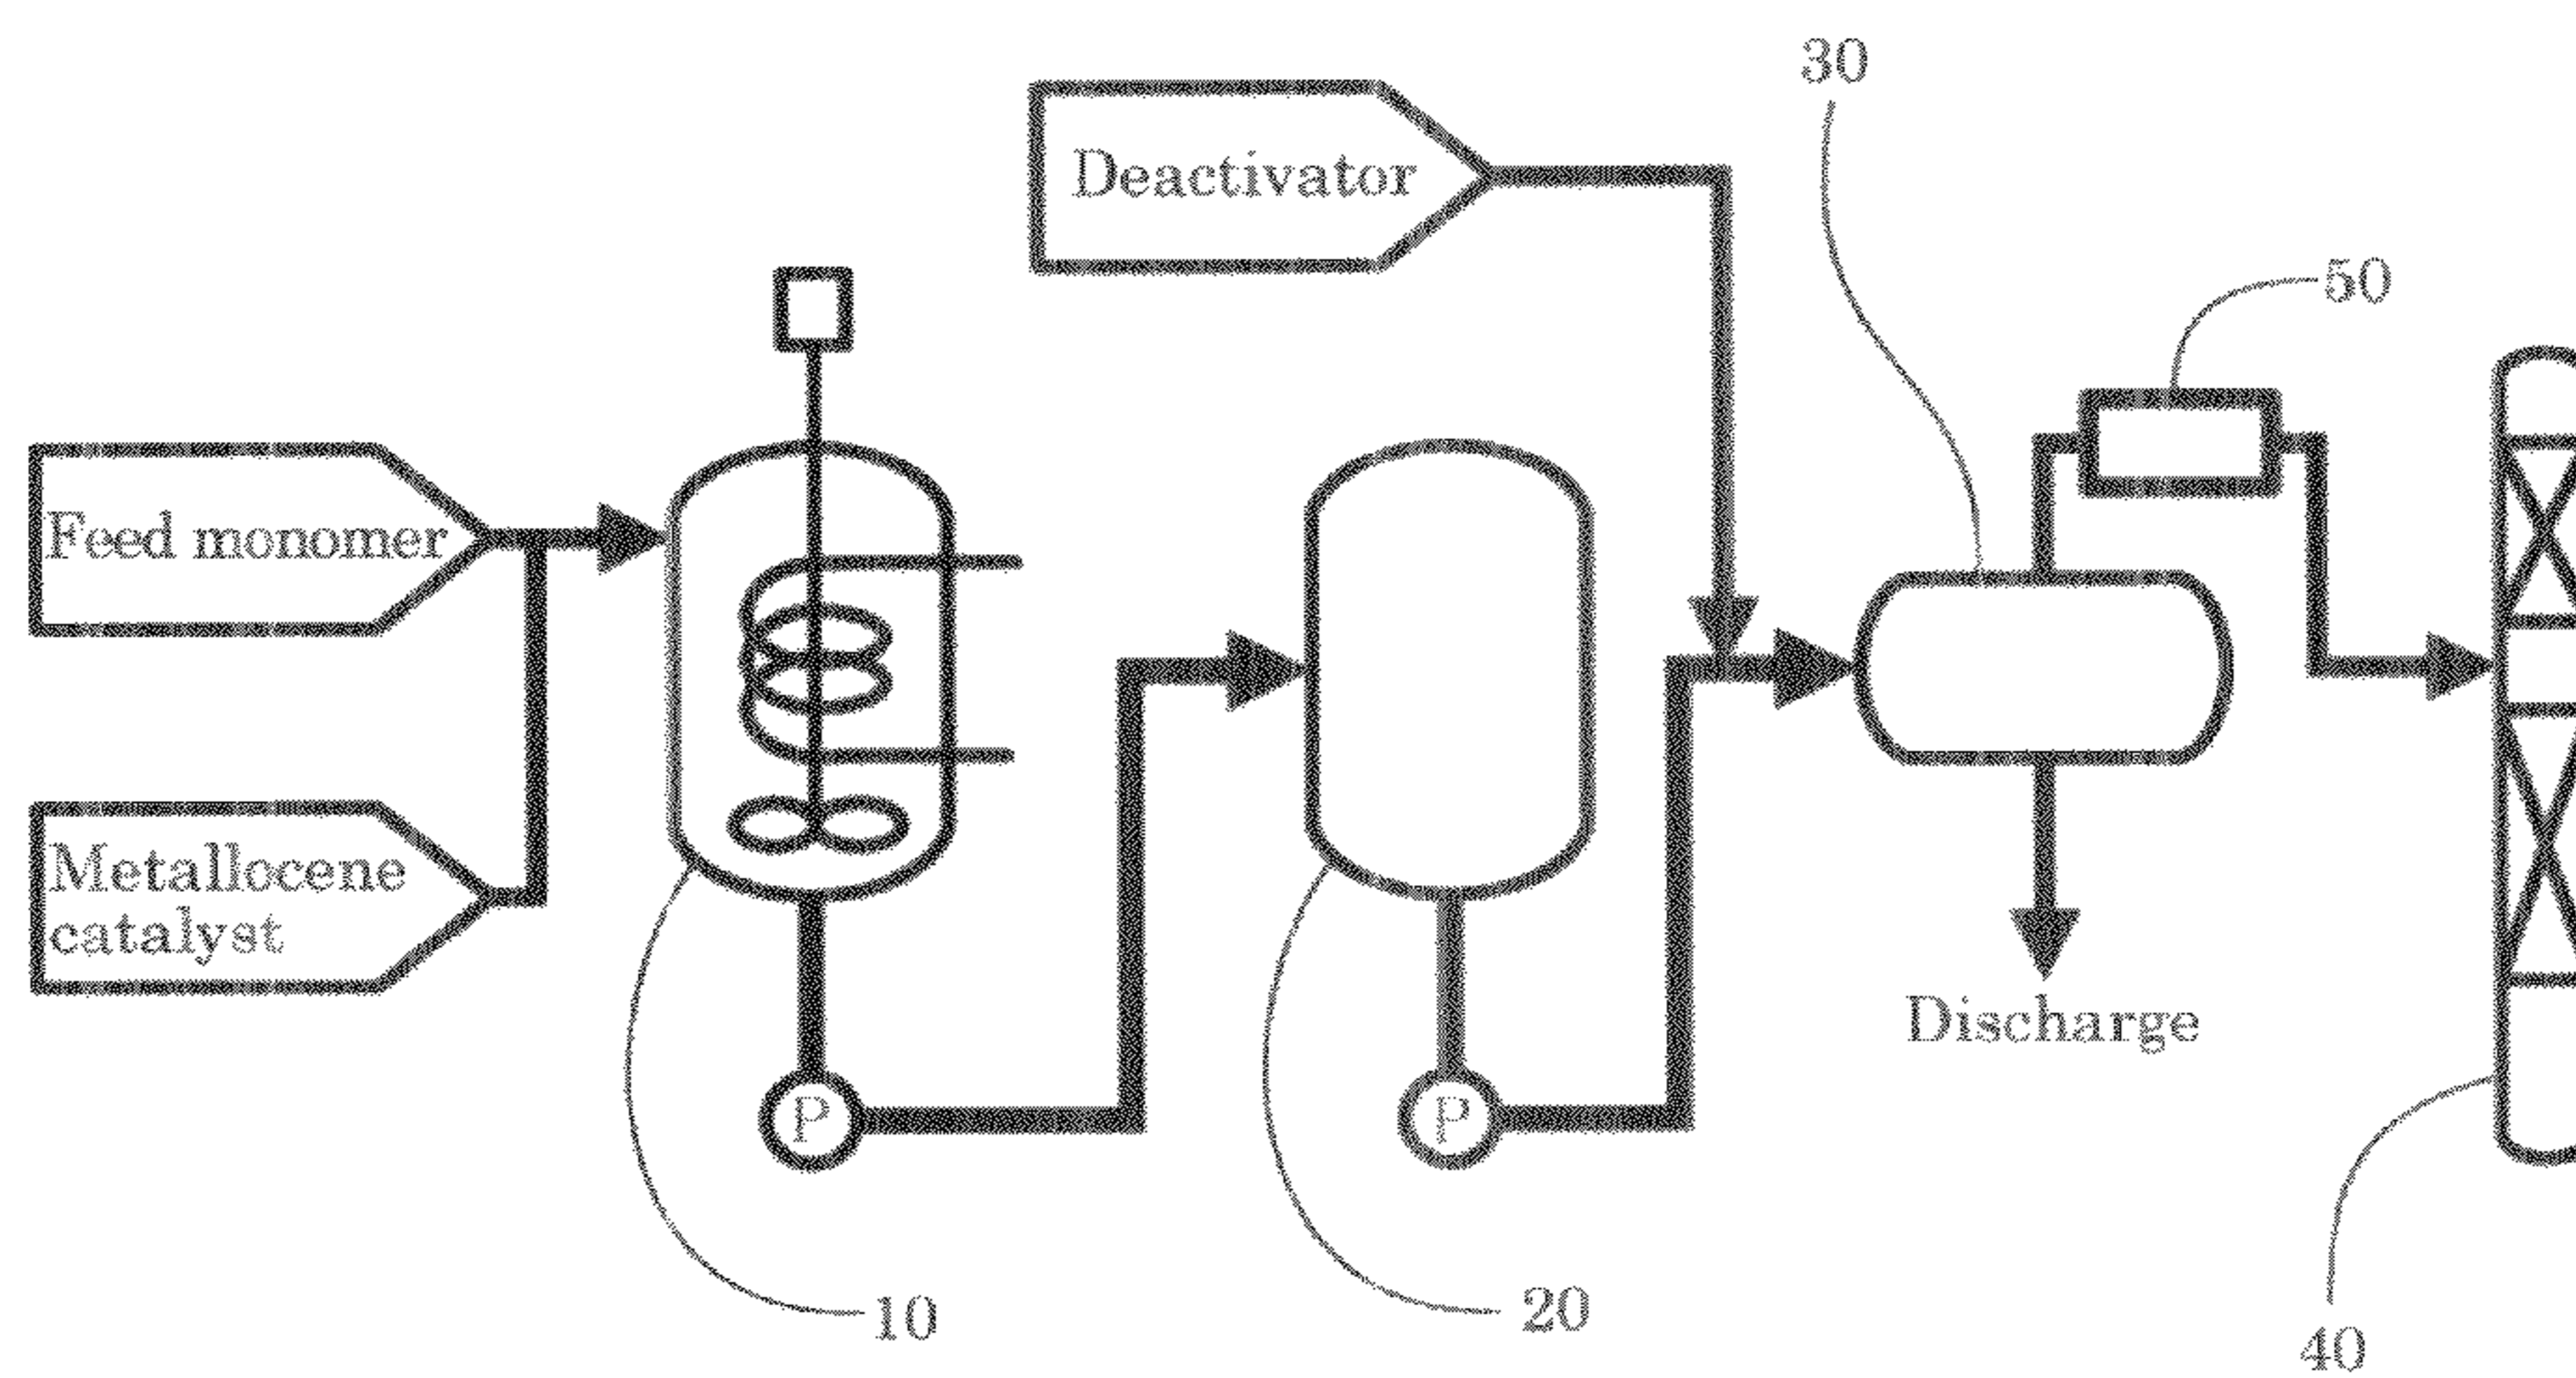 30
Deactivator
50
Feed monomer
Metallocene
catalyst
Discharge
P
P
10
20
40